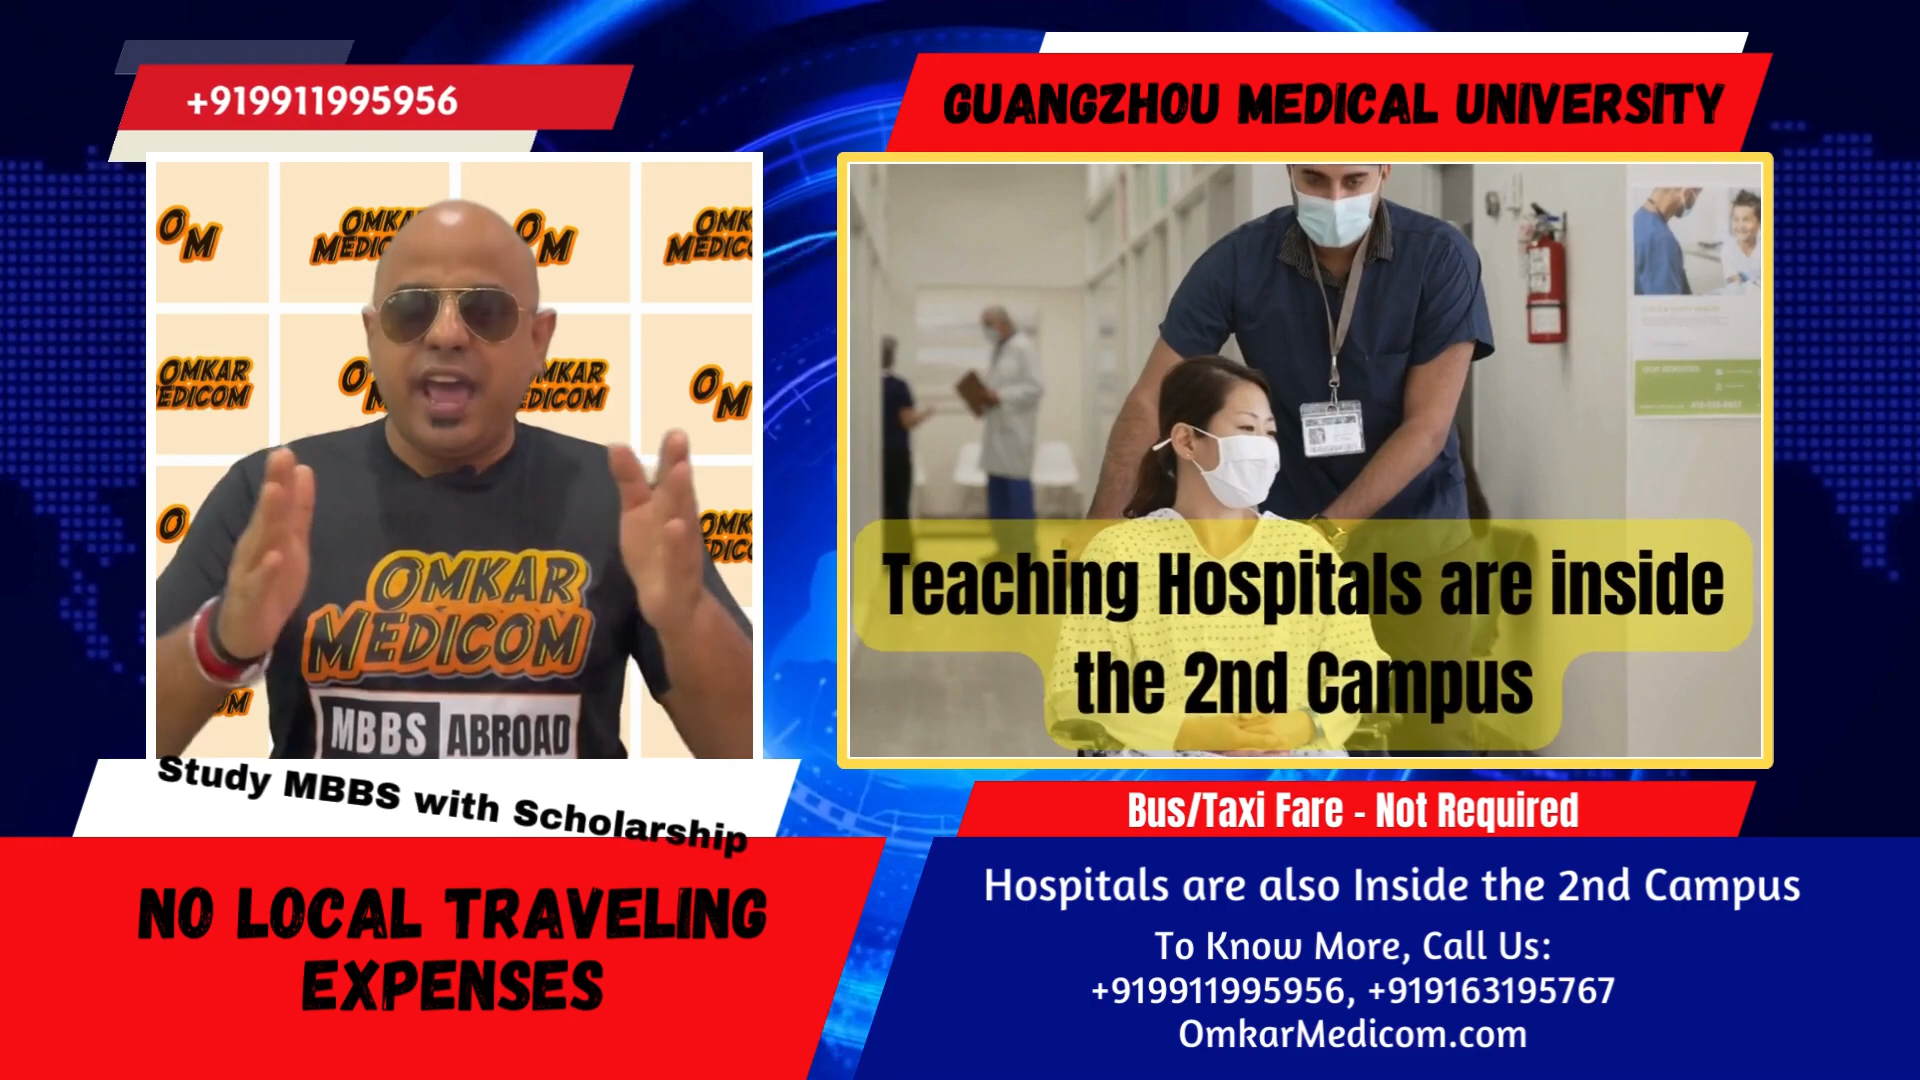 +919911995956
GUANGZHOU MEDICAL UNIVERSITY
OM
OMKAR
MEDICOM
MBBS ABROAD
Teaching Hospitals are inside
the 2nd Campus
Study MBBS with Scholarship
NO LOCAL TRAVELING
EXPENSES
Bus/Taxi Fare - Not Required
Hospitals are also Inside the 2nd Campus
To Know More, Call Us:
+919911995956, +919163195767
OmkarMedicom.com